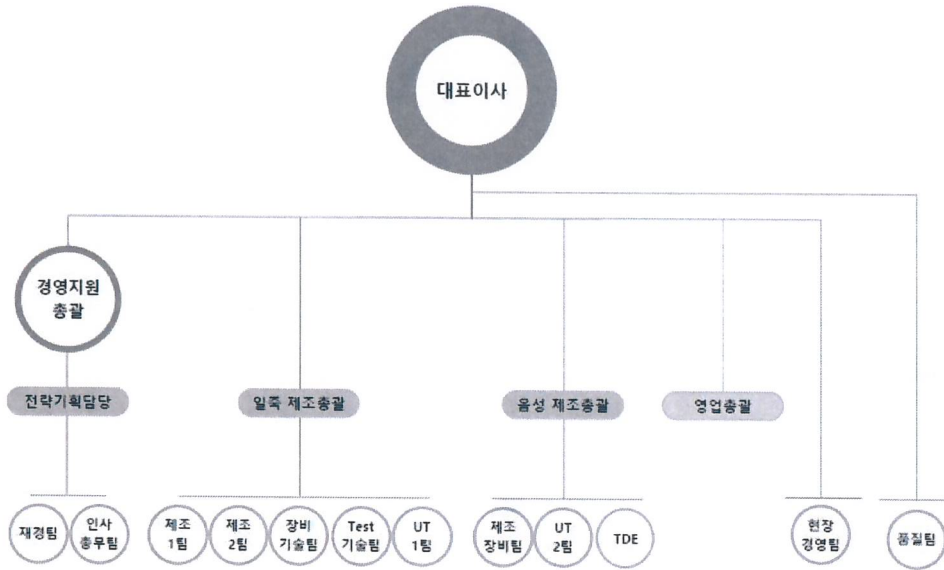 대표이사
경영지원
총괄
전략기획담당
일죽 제조총괄
음성 제조총괄
영업총괄
재경팀
인사
총무팀
제조
1팀
제조
2팀
장비
기술팀
Test
기술팀
UT
1팀
제조
장비팀
UT
2팀
TDE
현장
경영팀
품질팀